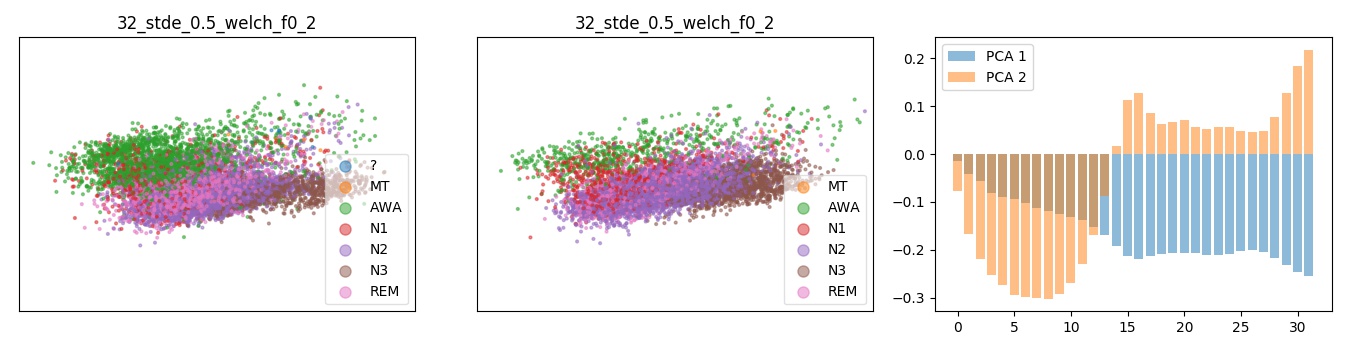 32_stde_0.5_welch_f0_2
?
MT
AWA
N1
N2
N3
REM
32_stde_0.5_welch_f0_2
MT
AWA
N1
N2
N3
REM
PCA 1
PCA 2
0.2
0.1
0.0
−0.1
−0.2
−0.3
0 5 10 15 20 25 30